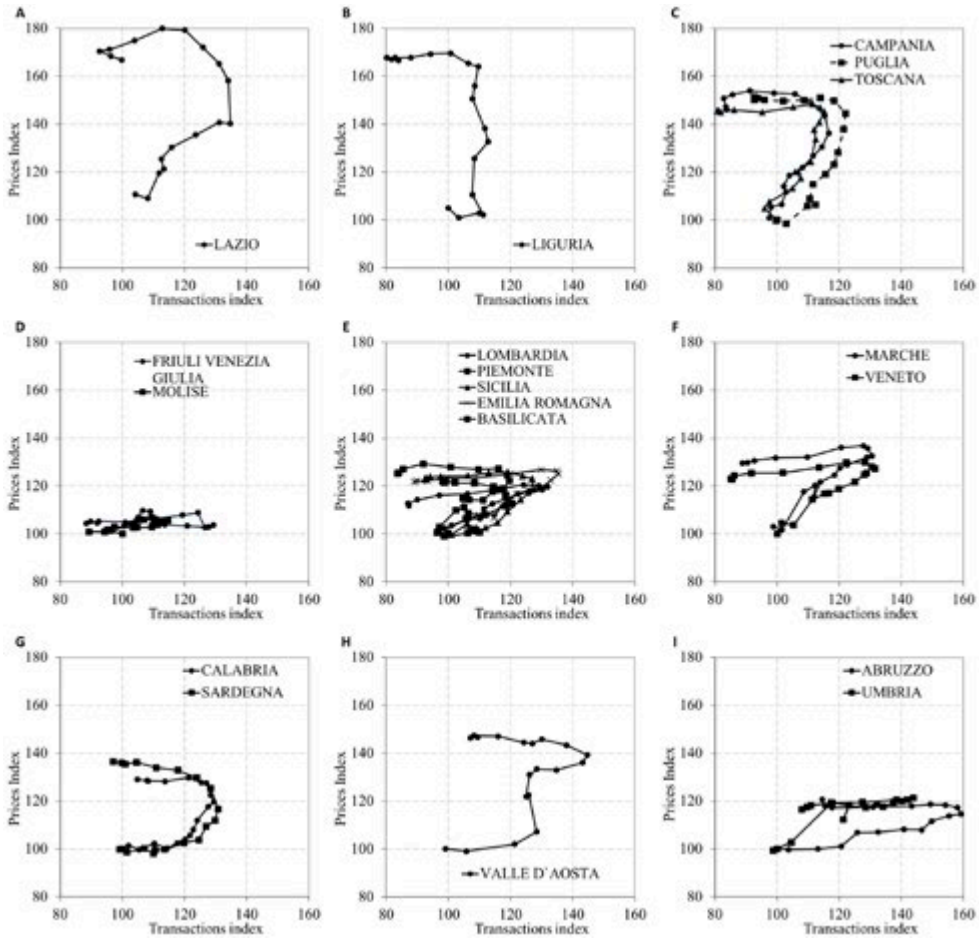 A
180
160
140
120
100
80
80
100
120
140
160
Prices Index
Transactions index
LAZIO
B
180
160
140
120
100
80
80
100
120
140
160
Prices Index
Transactions index
LIGURIA
C
180
160
140
120
100
80
80
100
120
140
160
Prices Index
Transactions index
CAMPANIA
PUGLIA
TOSCANA
D
180
160
140
120
100
80
80
100
120
140
160
Prices Index
Transactions index
FRIULI VENEZIA
GIULIA
MOLISE
E
180
160
140
120
100
80
80
100
120
140
160
Prices Index
Transactions index
LOMBARDIA
PIEMONTE
SICILIA
EMILIA ROMAGNA
BASILICATA
F
180
160
140
120
100
80
80
100
120
140
160
Prices Index
Transactions index
MARCHE
VENETO
G
180
160
140
120
100
80
80
100
120
140
160
Prices Index
Transactions index
CALABRIA
SARDEGNA
H
180
160
140
120
100
80
80
100
120
140
160
Prices Index
Transactions index
VALLE D`AOSTA
I
180
160
140
120
100
80
80
100
120
140
160
Prices Index
Transactions index
ABRUZZO
UMBRIA